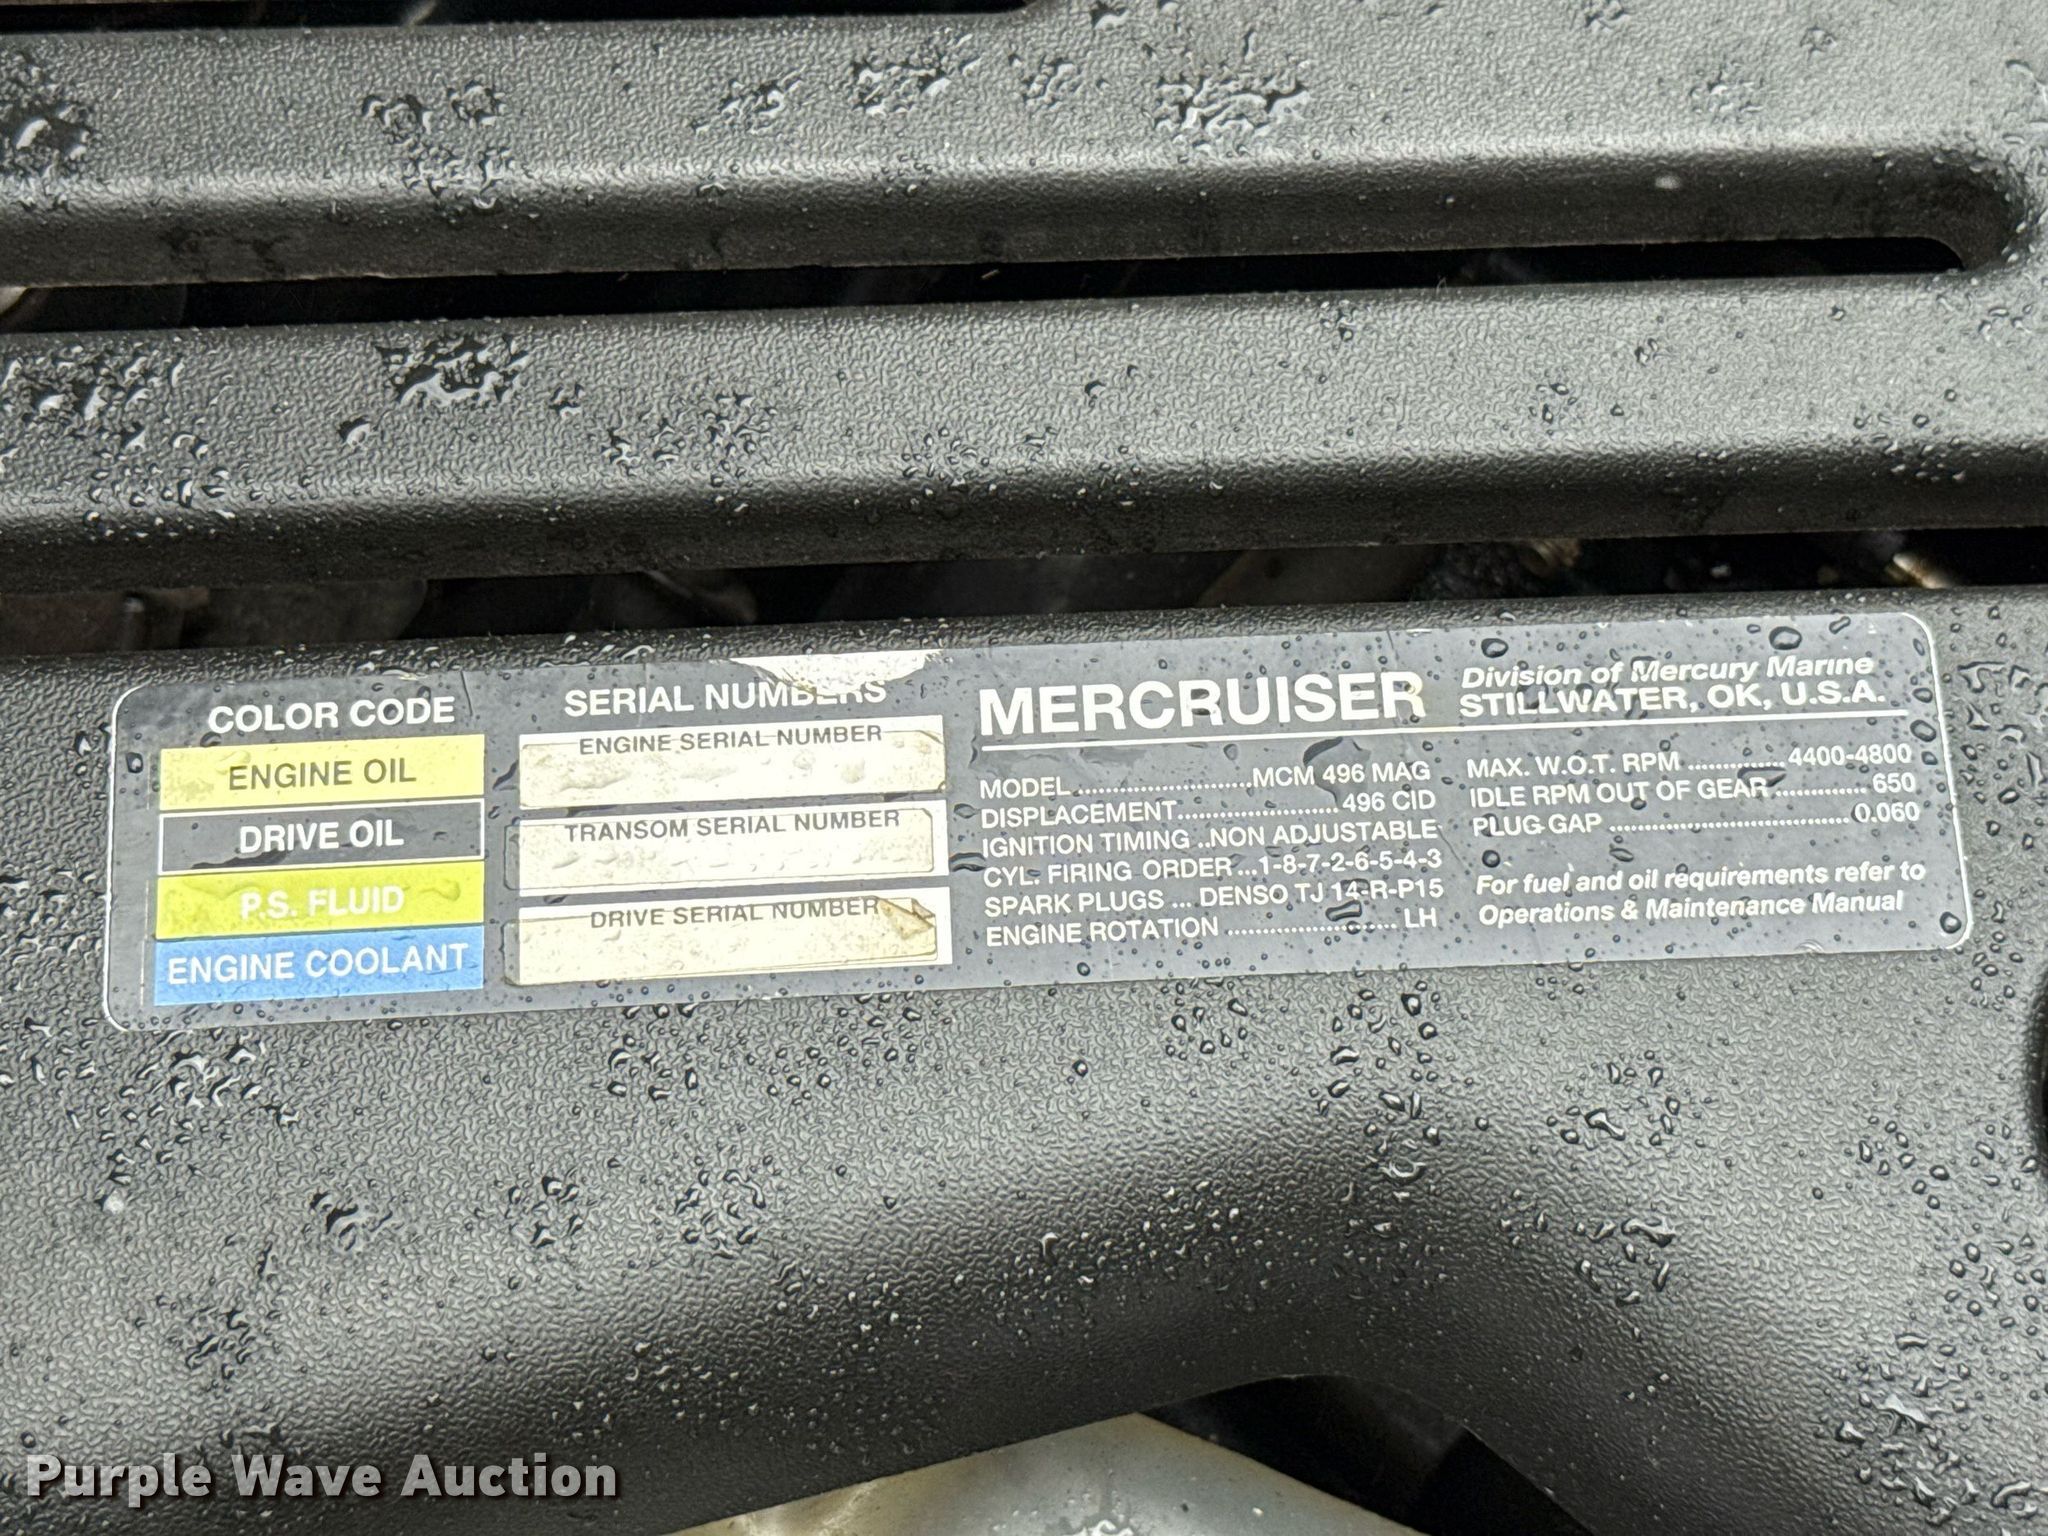 COLOR CODE
ENGINE OIL
DRIVE OIL
P.S. FLUID
ENGINE COOLANT
SERIAL NUMBERS
ENGINE SERIAL NUMBER
TRANSOM SERIAL NUMBER
DRIVE SERIAL NUMBER
MERCRUISER
Division of Mercury Marine
STILLWATER, OK, U.S.A.
MODEL ........................MCM 496 MAG
DISPLACEMENT......................496 CID
IGNITION TIMING ..NON ADJUSTABLE
CYL. FIRING ORDER...1-8-7-2-6-5-4-3
SPARK PLUGS ... DENSO TJ 14-R-P15
ENGINE ROTATION ........................ LH
MAX. W.O.T. RPM ..............4400-4800
IDLE RPM OUT OF GEAR ............. 650
PLUG GAP ................................... 0.060
For fuel and oil requirements refer to
Operations & Maintenance Manual
Purple Wave Auction